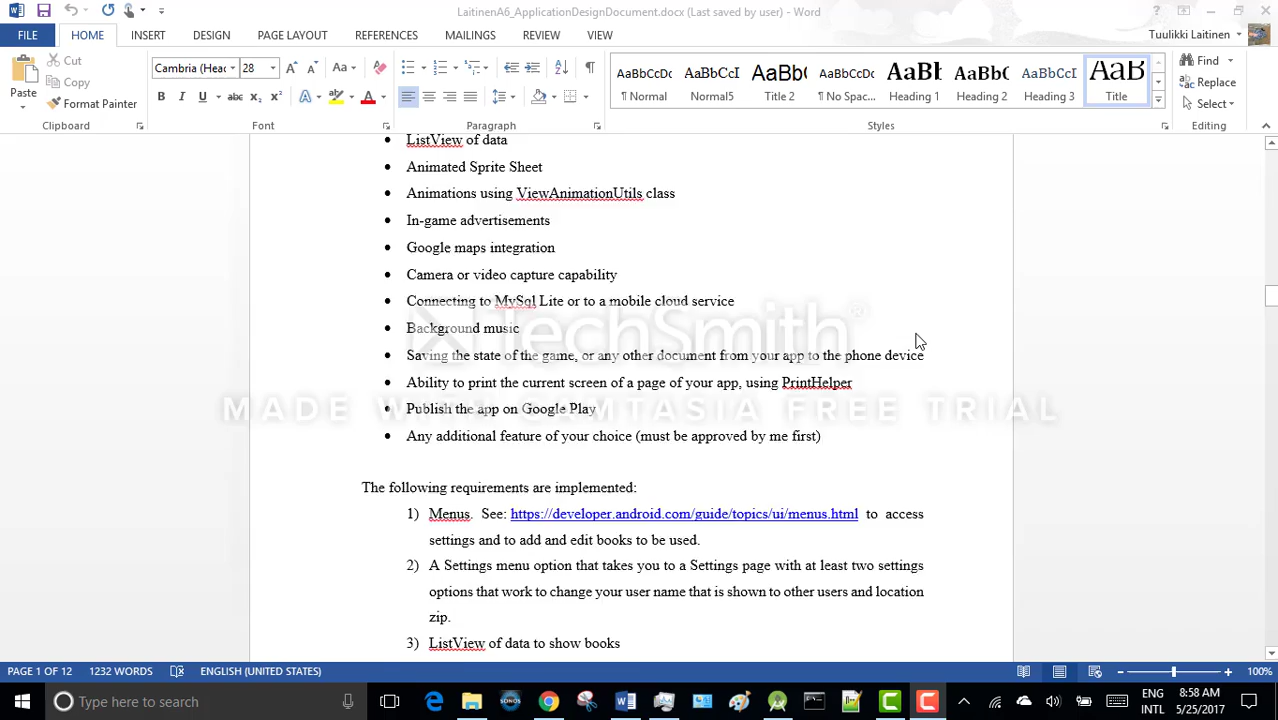 LaitinenA6_ApplicationDesignDocument.docx (Last saved by user) - Word
FILE HOME INSERT DESIGN PAGE LAYOUT REFERENCES MAILINGS REVIEW VIEW Tuulikki Laitinen
Cut
Copy
Format Painter
Paste
Cambria (Hea 28
Clipboard Font Paragraph Styles Editing
AaBbCcDc AaBbCcI AaBb( AaBbCcDc AaBbI AaBbC AaBbCcI AaB
¶ Normal Normal5 Title 2 ¶ No Spac... Heading 1 Heading 2 Heading 3 Title
Find
Replace
Select
• ListView of data
• Animated Sprite Sheet
• Animations using ViewAnimationUtils class
• In-game advertisements
• Google maps integration
• Camera or video capture capability
• Connecting to MySql Lite or to a mobile cloud service
• Background music
• Saving the state of the game, or any other document from your app to the phone device
• Ability to print the current screen of a page of your app, using PrintHelper
• Publish the app on Google Play
• Any additional feature of your choice (must be approved by me first)
TechSmith®
MADE WITH CAMTASIA FREE TRIAL
The following requirements are implemented:
1) Menus. See: https://developer.android.com/guide/topics/ui/menus.html to access
settings and to add and edit books to be used.
2) A Settings menu option that takes you to a Settings page with at least two settings
options that work to change your user name that is shown to other users and location
zip.
3) ListView of data to show books
PAGE 1 OF 12 1232 WORDS ENGLISH (UNITED STATES) 100%
Type here to search
ENG
INTL
8:58 AM
5/25/2017